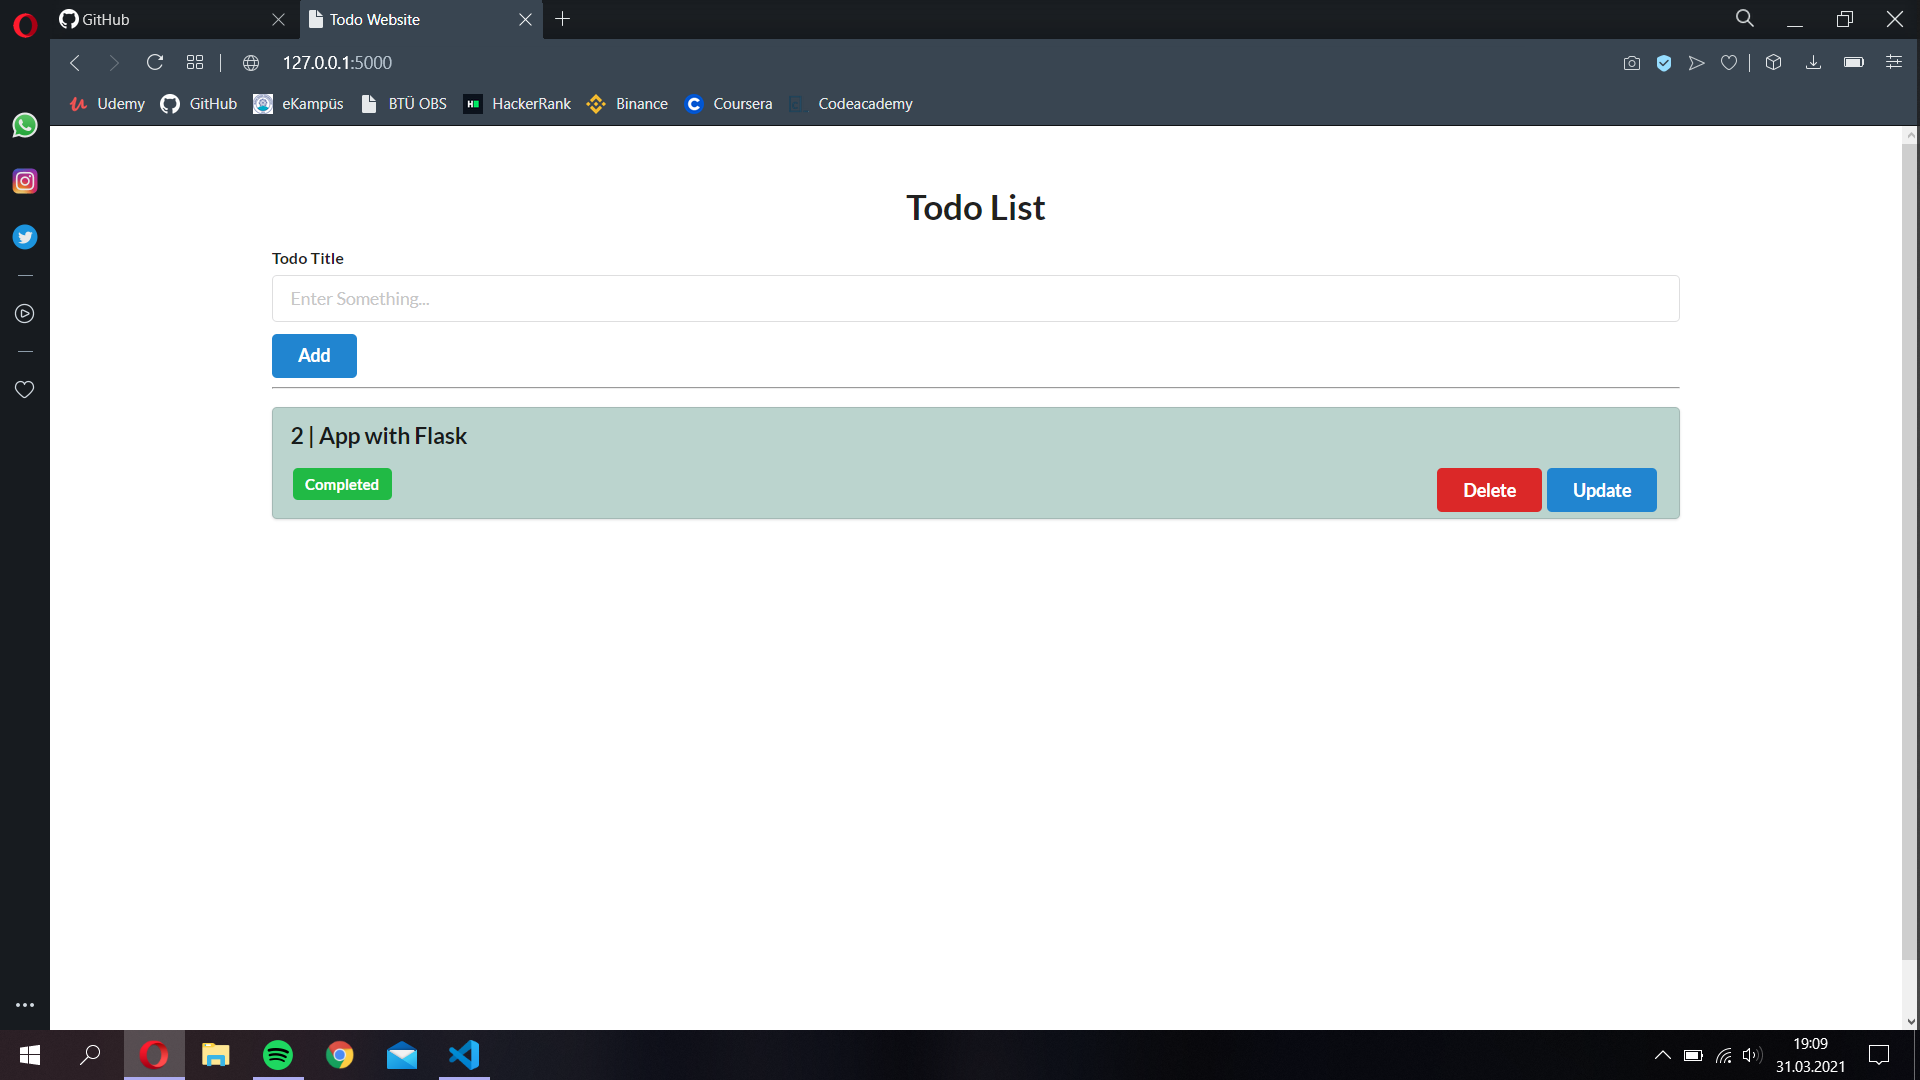 GitHub
Todo Website
127.0.0.1:5000
Udemy
GitHub
eKampüs
BTÜ OBS
HackerRank
Binance
Coursera
Codeacademy
Todo List
Todo Title
Enter Something...
Add
2 | App with Flask
Completed
Delete
Update
19:09
31.03.2021